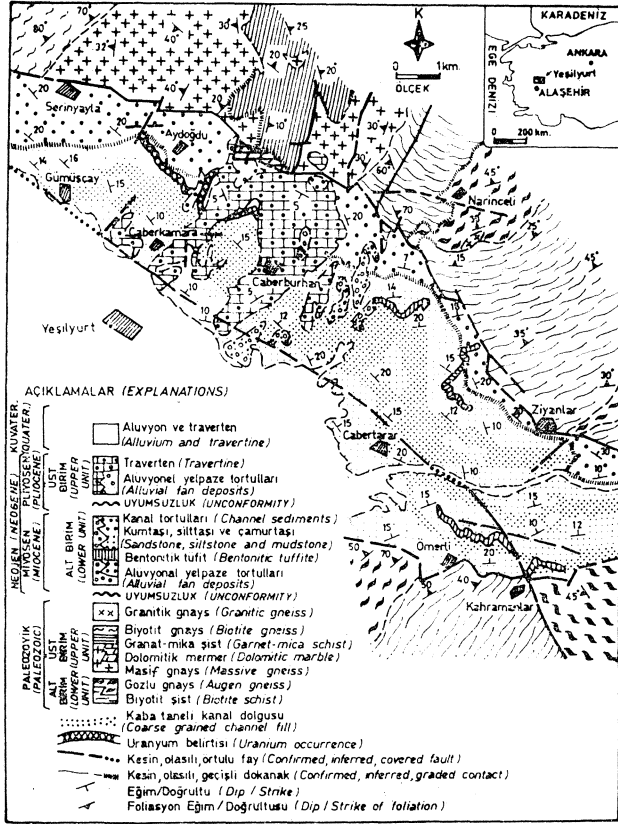 K
0 1km.
ÖLÇEK
KARADENİZ
EGE DENİZİ
ANKARA
Yeşilyurt
ALAŞEHİR
0 200 km.
Serinyayla
Aydoğdu
Gümüşçay
Caberkamara
Caberburhan
Narinceli
Yeşilyurt
Cabertarar
Ziyanlar
Ömerli
Kahramanlar
AÇIKLAMALAR (EXPLANATIONS)
NEOJEN (NEOGENE)
KUVATER. (QUATER.)
Aluvyon ve traverten
(Alluvium and travertine)
PLİYOSEN (PLIOCENE)
ÜST BİRİM (UPPER UNIT)
Traverten (Travertine)
Aluvyonel yelpaze tortulları
(Alluvial fan deposits)
UYUMSUZLUK (UNCONFORMITY)
MİYOSEN (MIOCENE)
ALT BİRİM (LOWER UNIT)
Kanal tortulları (Channel sediments)
Kumtaşı, silttaşı ve çamurtaşı
(Sandstone, siltstone and mudstone)
Bentonitik tüfit (Bentonitic tuffite)
Aluvyonal yelpaze tortulları
(Alluvial fan deposits)
UYUMSUZLUK (UNCONFORMITY)
PALEOZOYİK (PALEOZOIC)
ÜST BİRİM (UPPER UNIT)
Granitik gnays (Granitic gneiss)
Biyotit gnays (Biotite gneiss)
Granat-mika şist (Garnet-mica schist)
Dolomitik mermer (Dolomitic marble)
ALT BİRİM (LOWER UNIT)
Masif gnays (Massive gneiss)
Gözlü gnays (Augen gneiss)
Biyotit şist (Biotite schist)
Kaba taneli kanal dolgusu
(Coarse grained channel fill)
Uranyum belirtisi (Uranium occurrence)
Kesin, olasılı, örtülü fay (Confirmed, inferred, covered fault)
Kesin, olasılı, geçişli dokanak (Confirmed, inferred, graded contact)
Eğim/Doğrultu (Dip / Strike)
Foliasyon Eğim / Doğrultusu (Dip / Strike of foliation)